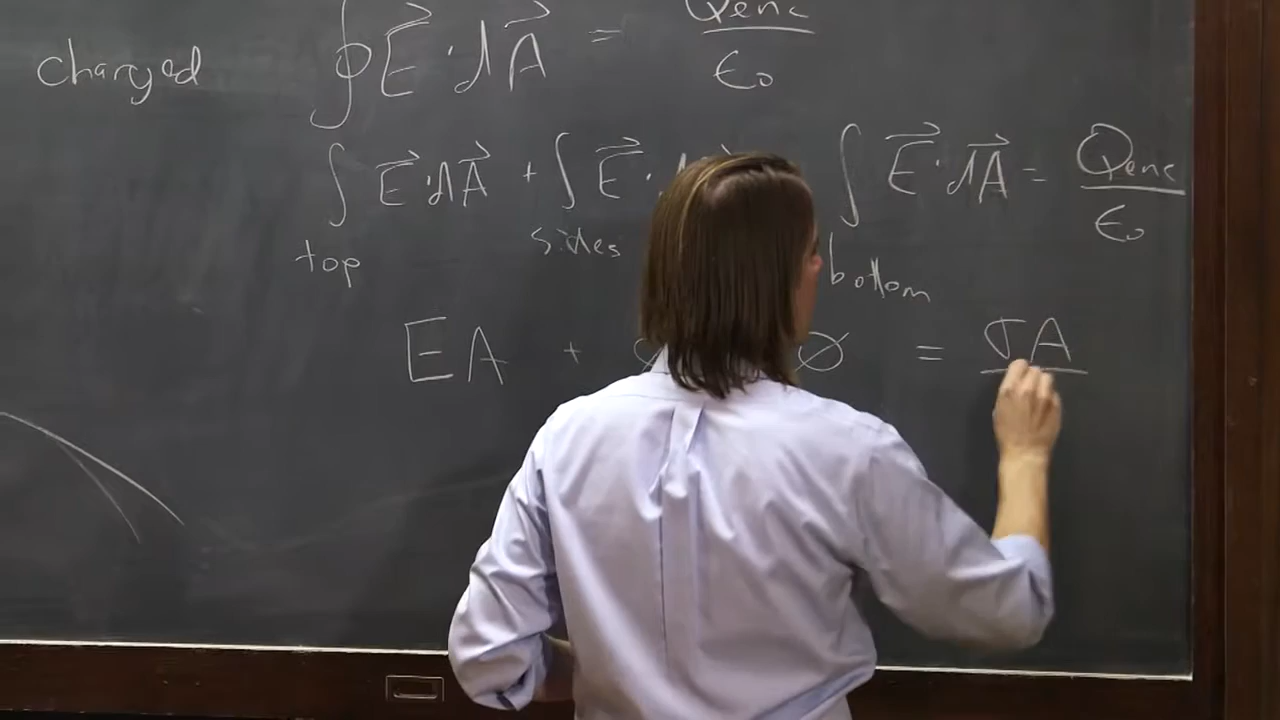 charged
∮ E⃗ · dA⃗ = Qenc / ϵ₀
∫ E⃗ · dA⃗ + ∫ E⃗ · ∫ E⃗ · dA⃗ = Qenc / ϵ₀
top sides bottom
EA + ∅ = σA